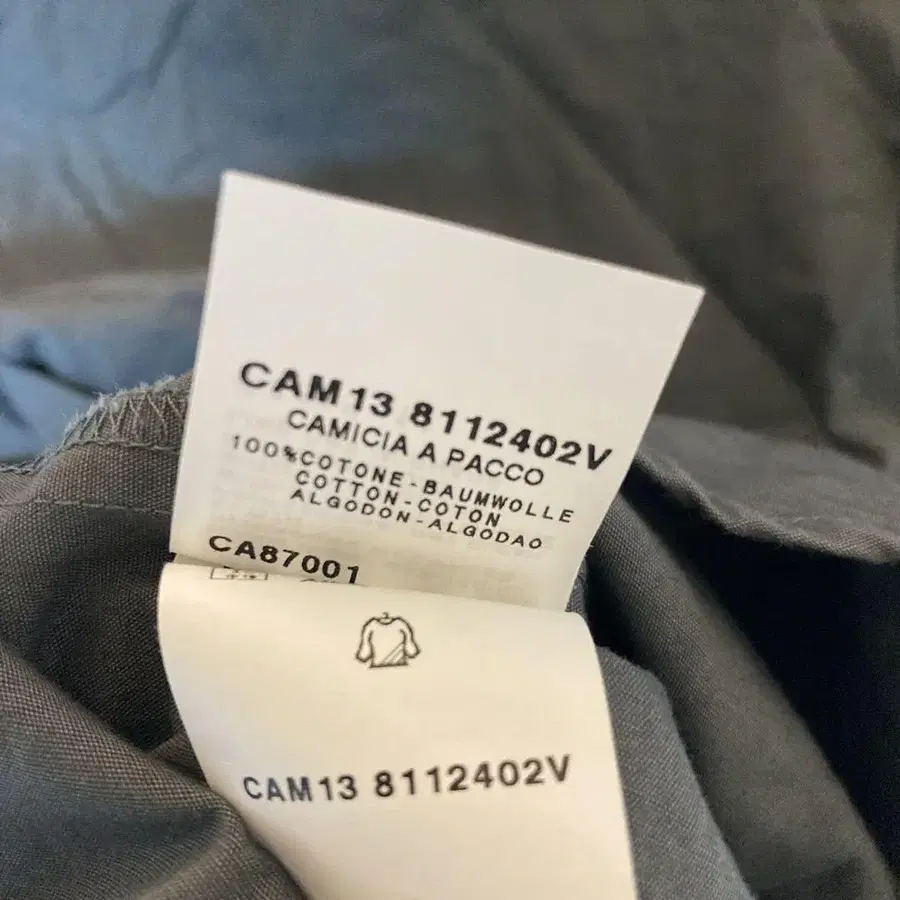 CAM13 8112402V
CAMICIA A PACCO
100%COTONE-BAUMWOLLE
COTTON-COTON
ALGODON-ALGODAO
CA87001
CAM13 8112402V